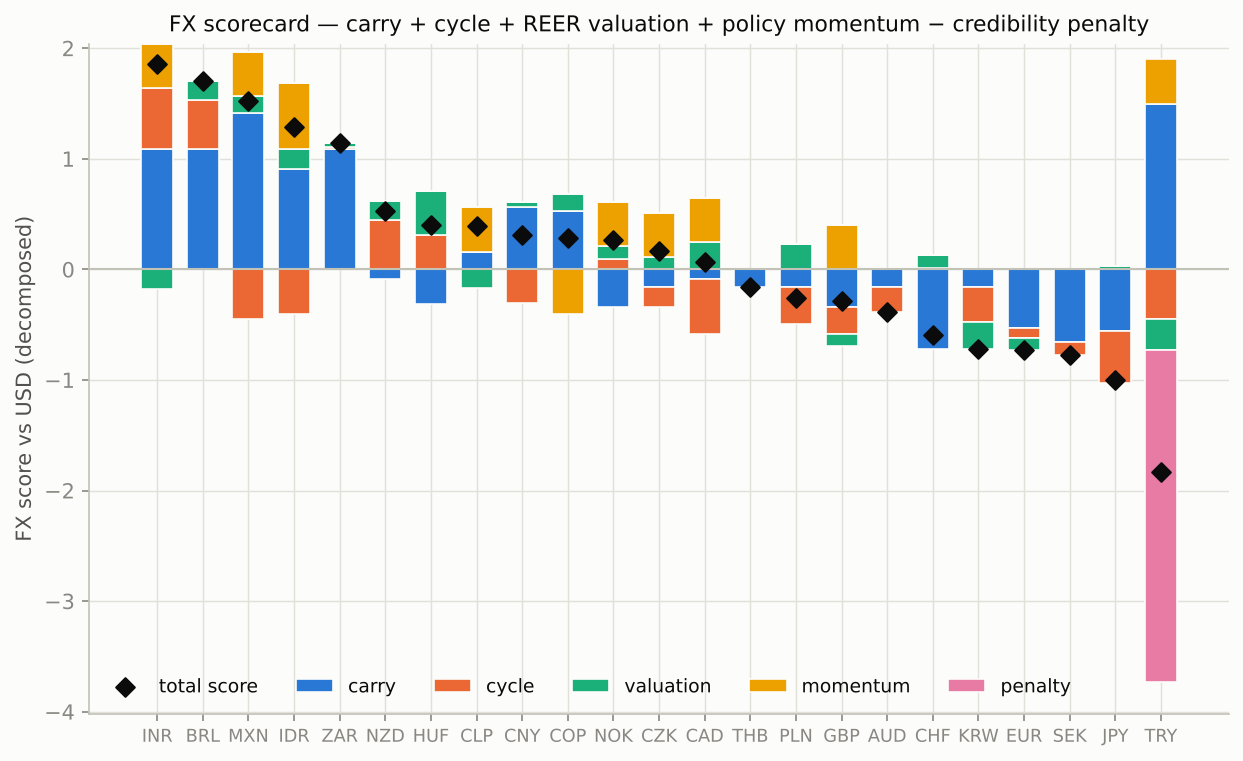 FX scorecard — carry + cycle + REER valuation + policy momentum − credibility penalty
FX score vs USD (decomposed)
2
1
0
−1
−2
−3
−4
total score carry cycle valuation momentum penalty
INR BRL MXN IDR ZAR NZD HUF CLP CNY COP NOK CZK CAD THB PLN GBP AUD CHF KRW EUR SEK JPY TRY